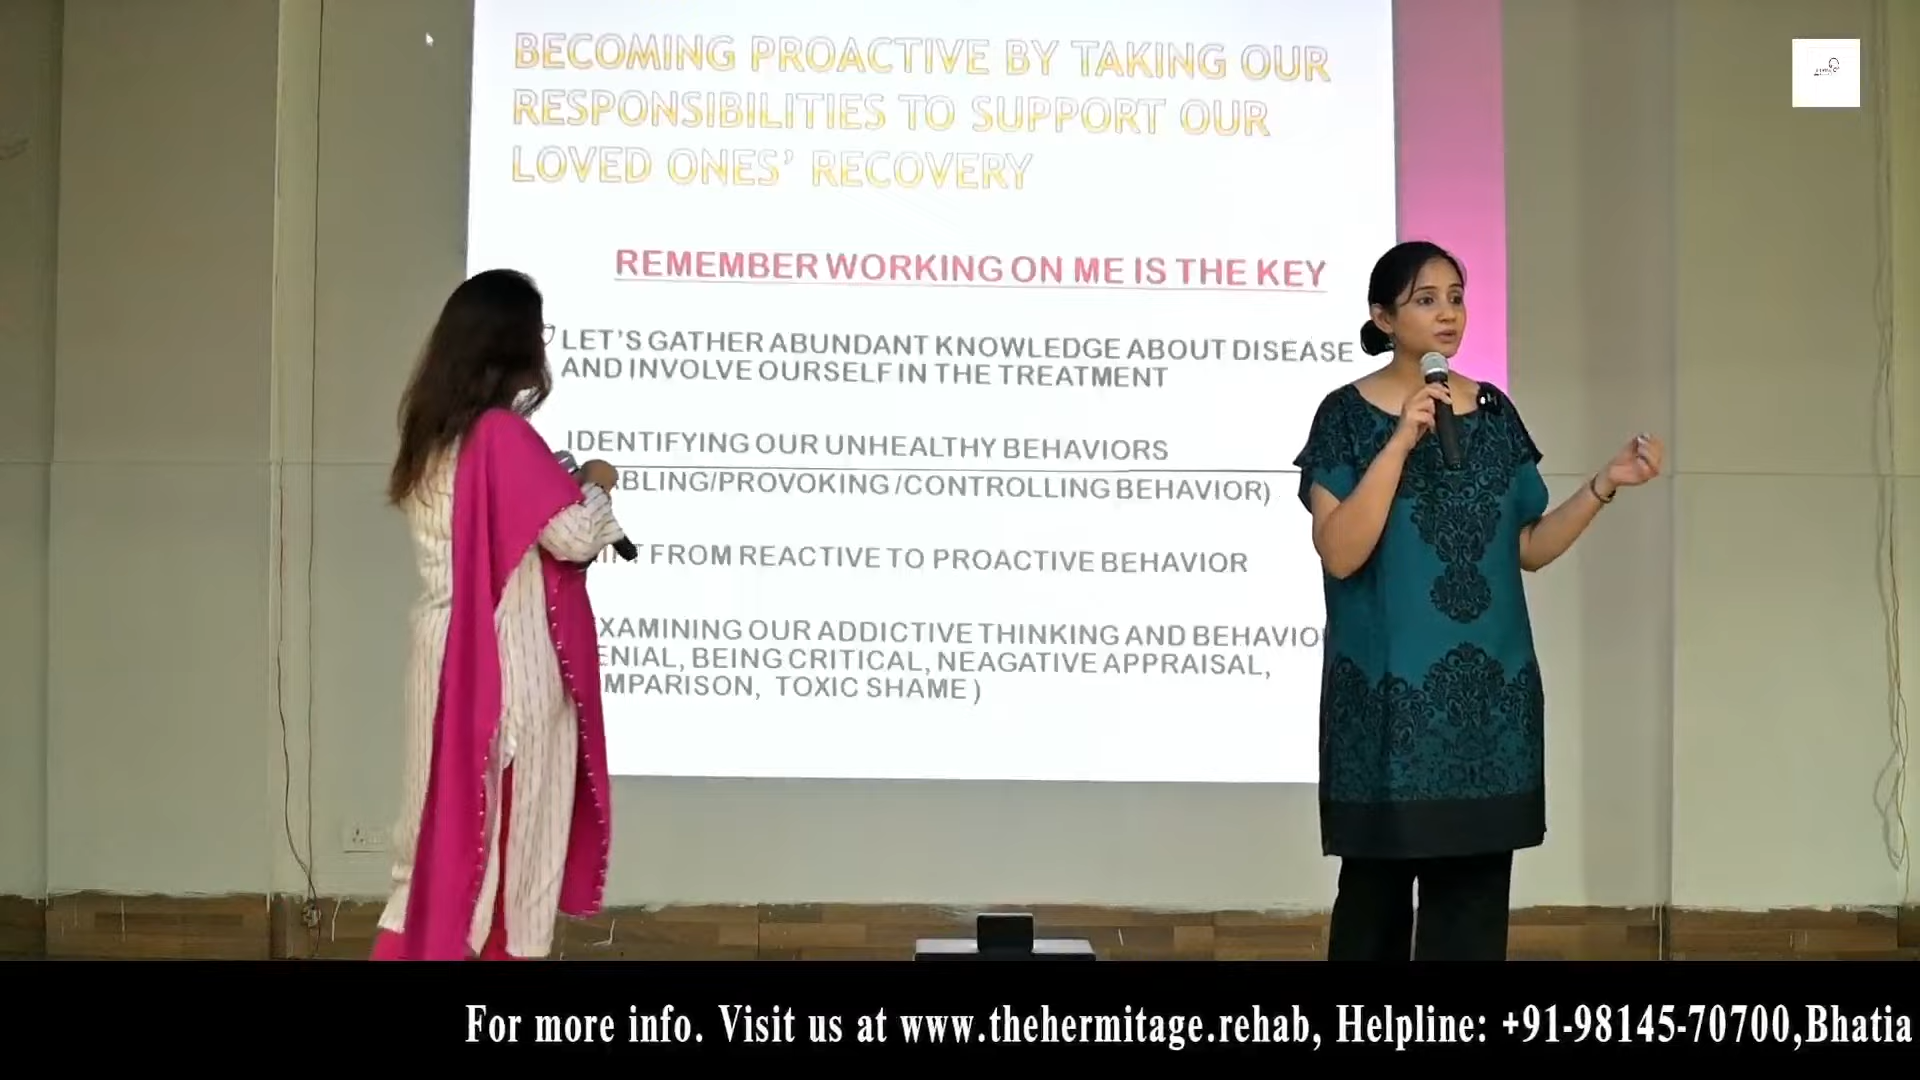 BECOMING PROACTIVE BY TAKING OUR
RESPONSIBILITIES TO SUPPORT OUR
LOVED ONES' RECOVERY
REMEMBER WORKING ON ME IS THE KEY
LET'S GATHER ABUNDANT KNOWLEDGE ABOUT DISEASE
AND INVOLVE OURSELF IN THE TREATMENT
IDENTIFYING OUR UNHEALTHY BEHAVIORS
BLING/PROVOKING /CONTROLLING BEHAVIOR)
FROM REACTIVE TO PROACTIVE BEHAVIOR
XAMINING OUR ADDICTIVE THINKING AND BEHAVIO
ENIAL, BEING CRITICAL, NEAGATIVE APPRAISAL,
MPARISON, TOXIC SHAME )
For more info. Visit us at www.thehermitage.rehab, Helpline: +91-98145-70700,Bhatia